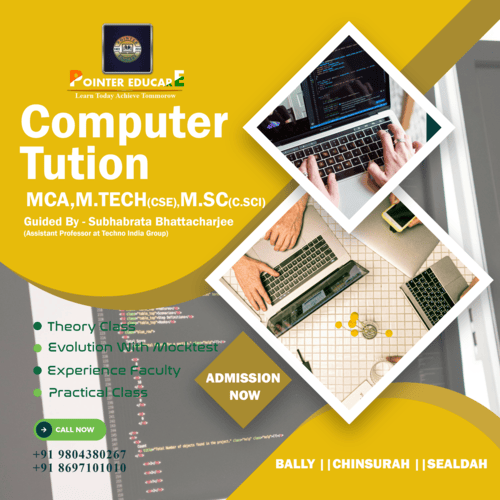 POINTER EDUCARE
Learn Today Achieve Tommorow
Computer
Tution
MCA,M.TECH(CSE),M.SC(C.SCI)
Guided By - Subhabrata Bhattacharjee
(Assistant Professor at Techno India Group)
Theory Class
Evolution With Mocktest
Experience Faculty
Practical Class
ADMISSION
NOW
CALL NOW
+91 9804380267
+91 8697101010
BALLY ||CHINSURAH ||SEALDAH